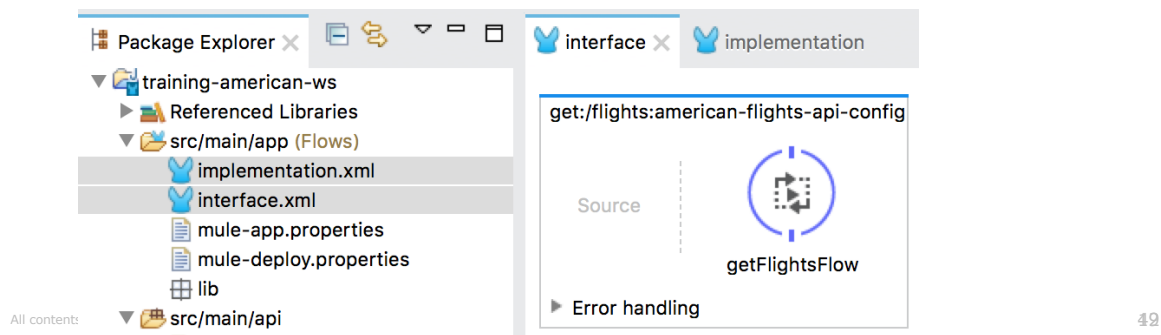 Package Explorer
training-american-ws
Referenced Libraries
src/main/app (Flows)
implementation.xml
interface.xml
mule-app.properties
mule-deploy.properties
lib
src/main/api
interface
implementation
get:/flights:american-flights-api-config
Source
getFlightsFlow
Error handling
All contents